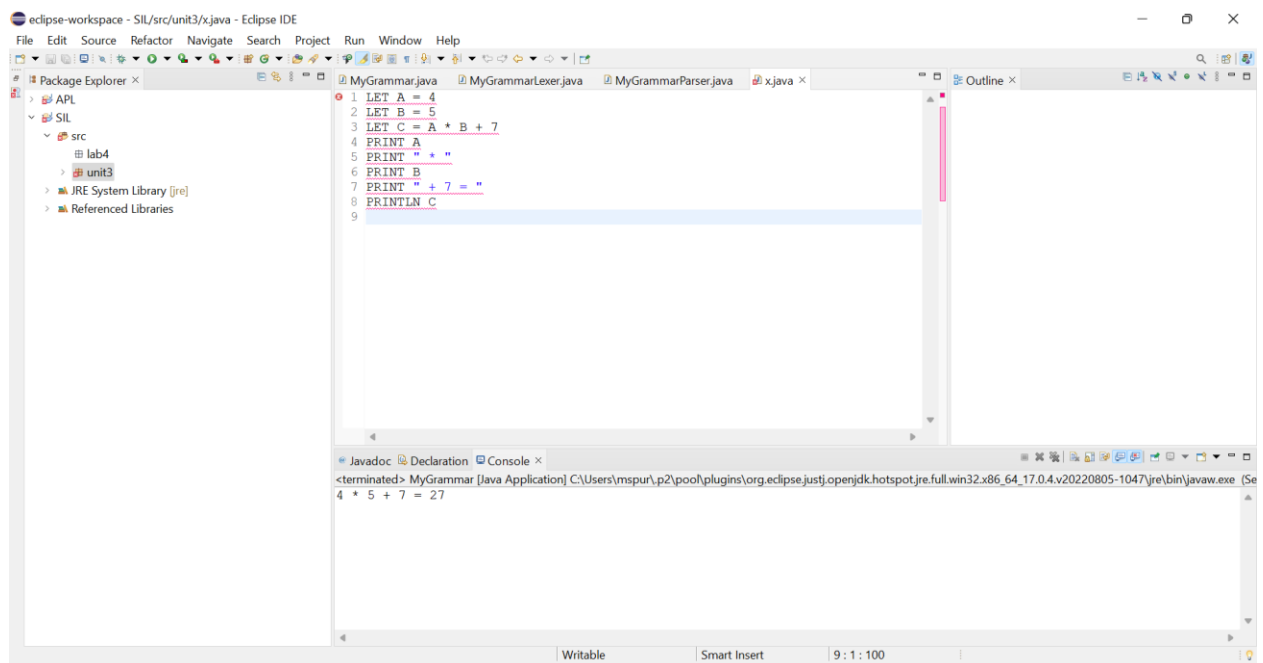 eclipse-workspace - SIL/src/unit3/x.java - Eclipse IDE
File Edit Source Refactor Navigate Search Project Run Window Help
Package Explorer
MyGrammar.java MyGrammarLexer.java MyGrammarParser.java x.java
Outline
APL
SIL
src
lab4
unit3
JRE System Library [jre]
Referenced Libraries
1 LET A = 4
2 LET B = 5
3 LET C = A * B + 7
4 PRINT A
5 PRINT " * "
6 PRINT B
7 PRINT " + 7 = "
8 PRINTLN C
9
Javadoc Declaration Console
<terminated> MyGrammar [Java Application] C:\Users\mspur\.p2\pool\plugins\org.eclipse.justj.openjdk.hotspot.jre.full.win32.x86_64_17.0.4.v20220805-1047\jre\bin\javaw.exe (Se
4 * 5 + 7 = 27
Writable Smart Insert 9 : 1 : 100